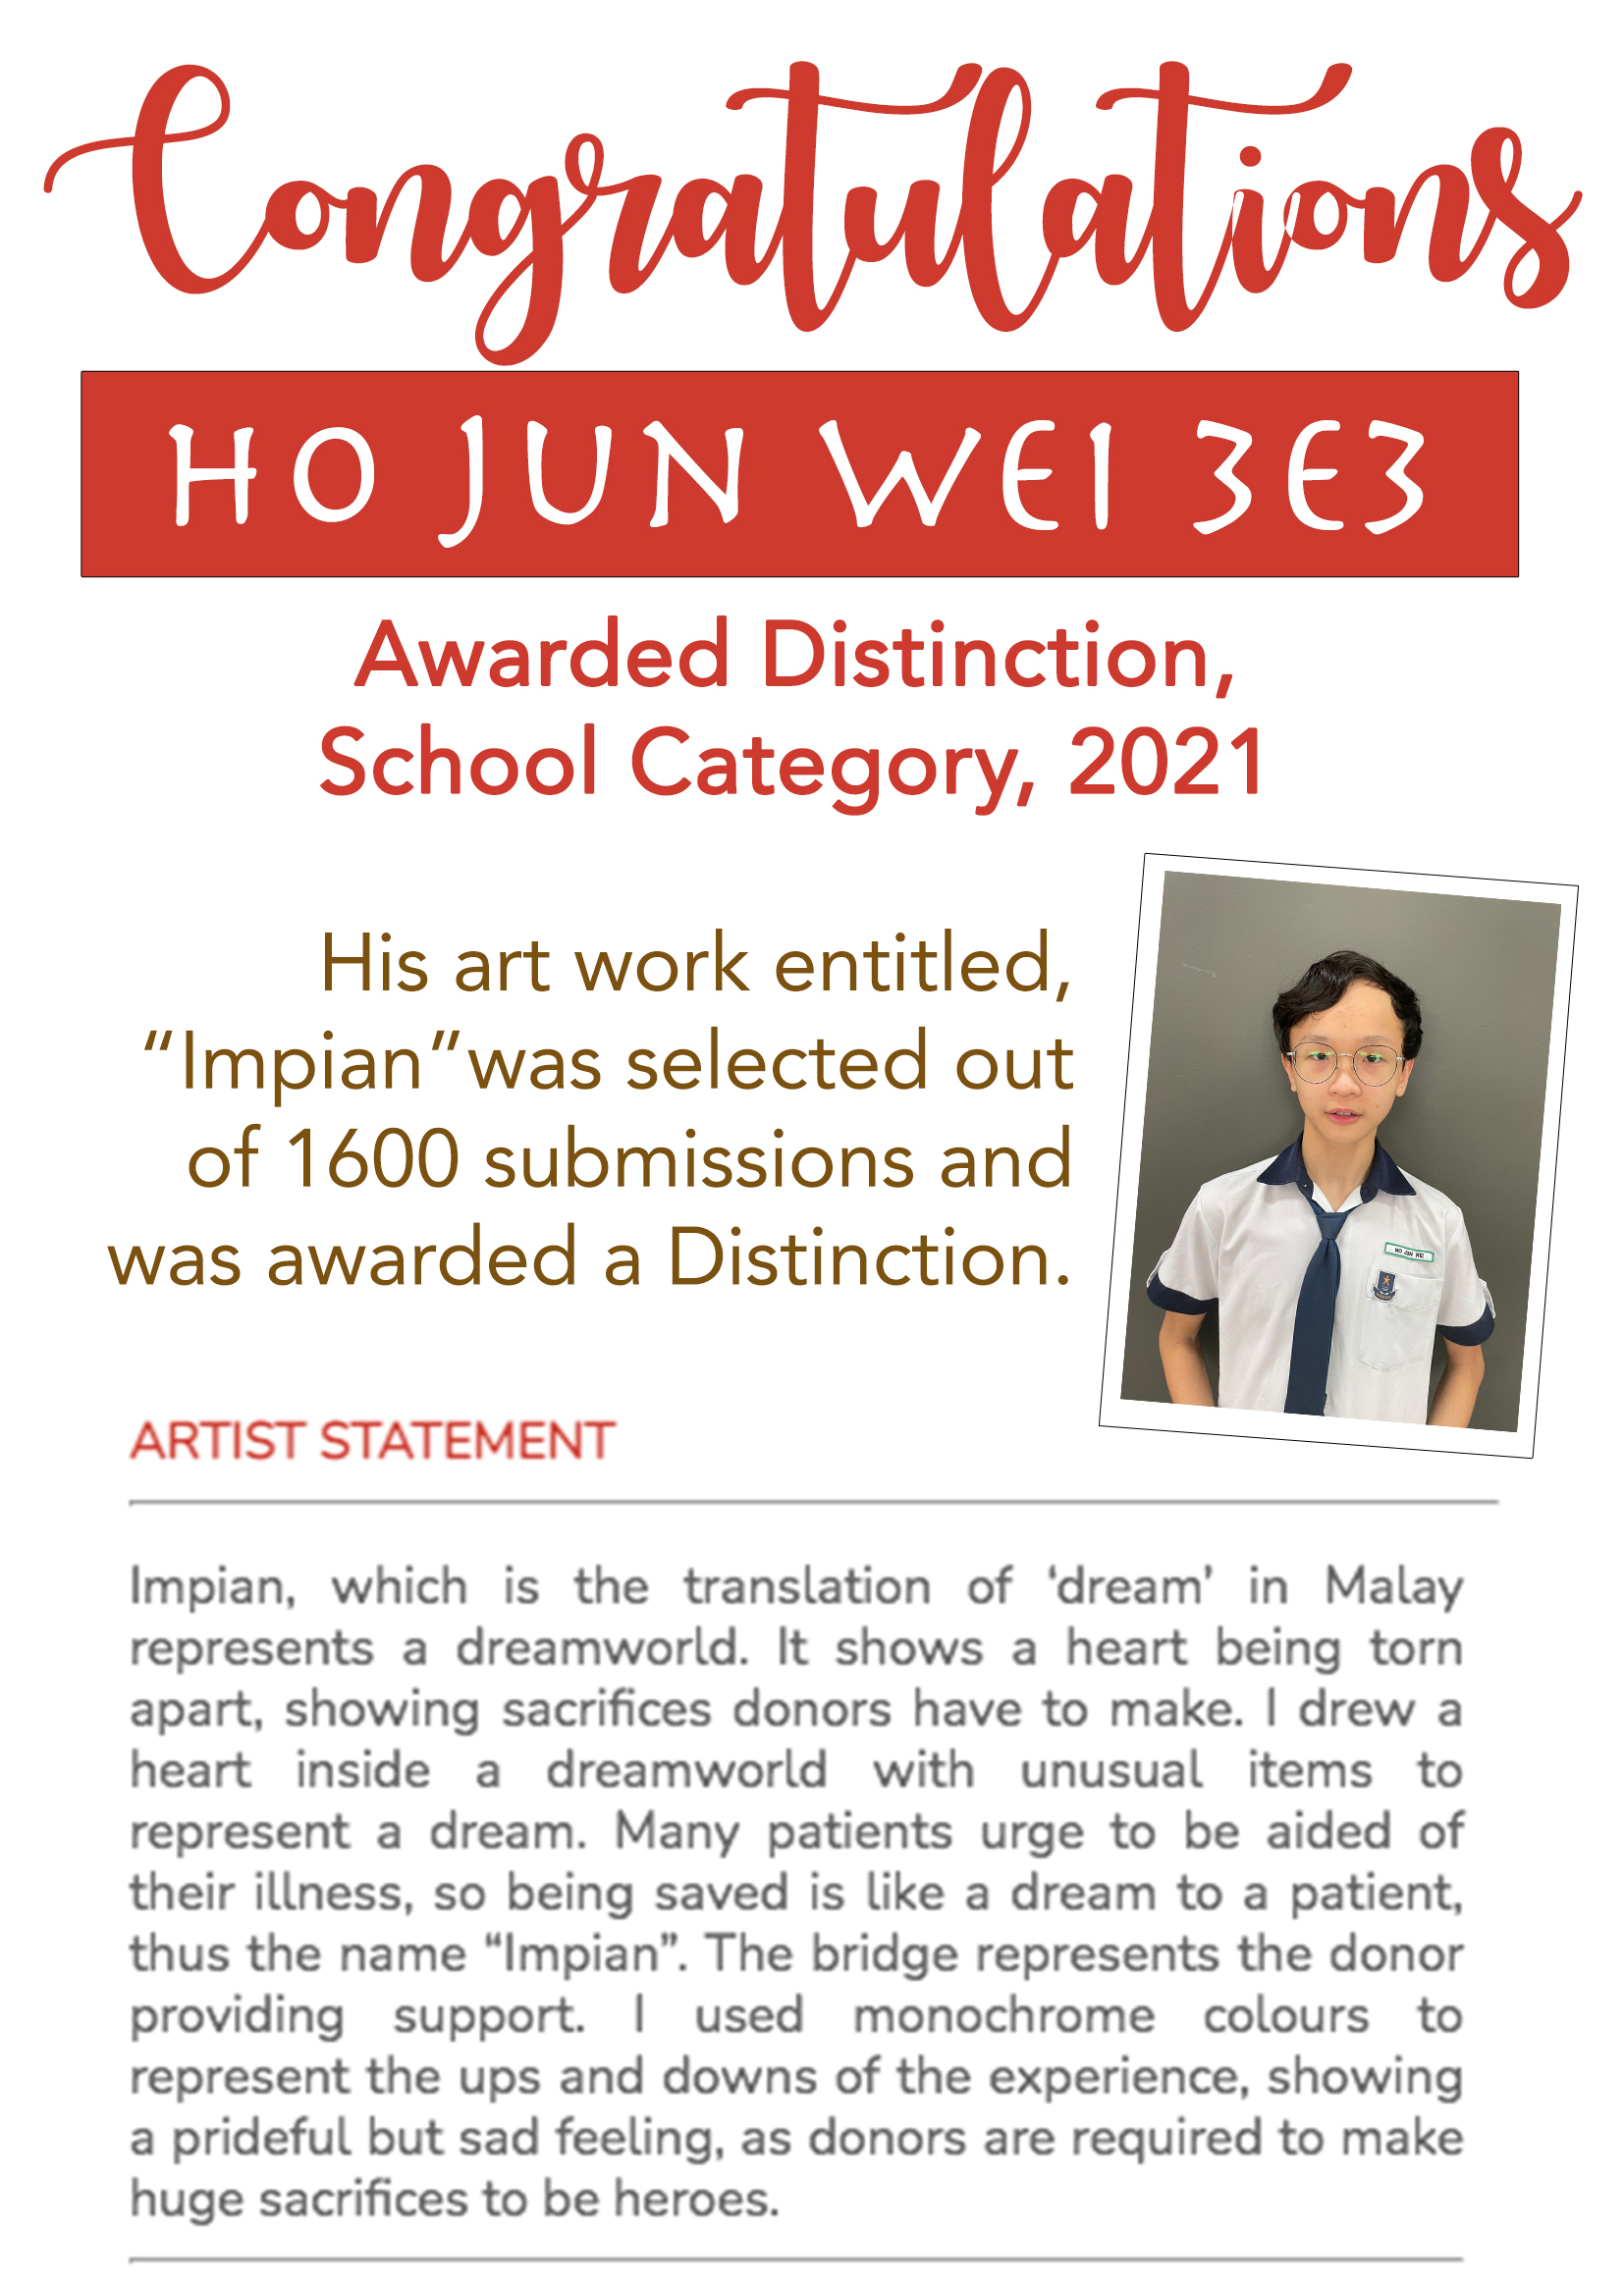 Congratulations
HO JUN WEI 3E3
Awarded Distinction,
School Category, 2021
His art work entitled,
“Impian”was selected out
of 1600 submissions and
was awarded a Distinction.
HO JUN WEI
ARTIST STATEMENT
Impian, which is the translation of ‘dream’ in Malay
represents a dreamworld. It shows a heart being torn
apart, showing sacrifices donors have to make. I drew a
heart inside a dreamworld with unusual items to
represent a dream. Many patients urge to be aided of
their illness, so being saved is like a dream to a patient,
thus the name “Impian”. The bridge represents the donor
providing support. I used monochrome colours to
represent the ups and downs of the experience, showing
a prideful but sad feeling, as donors are required to make
huge sacrifices to be heroes.